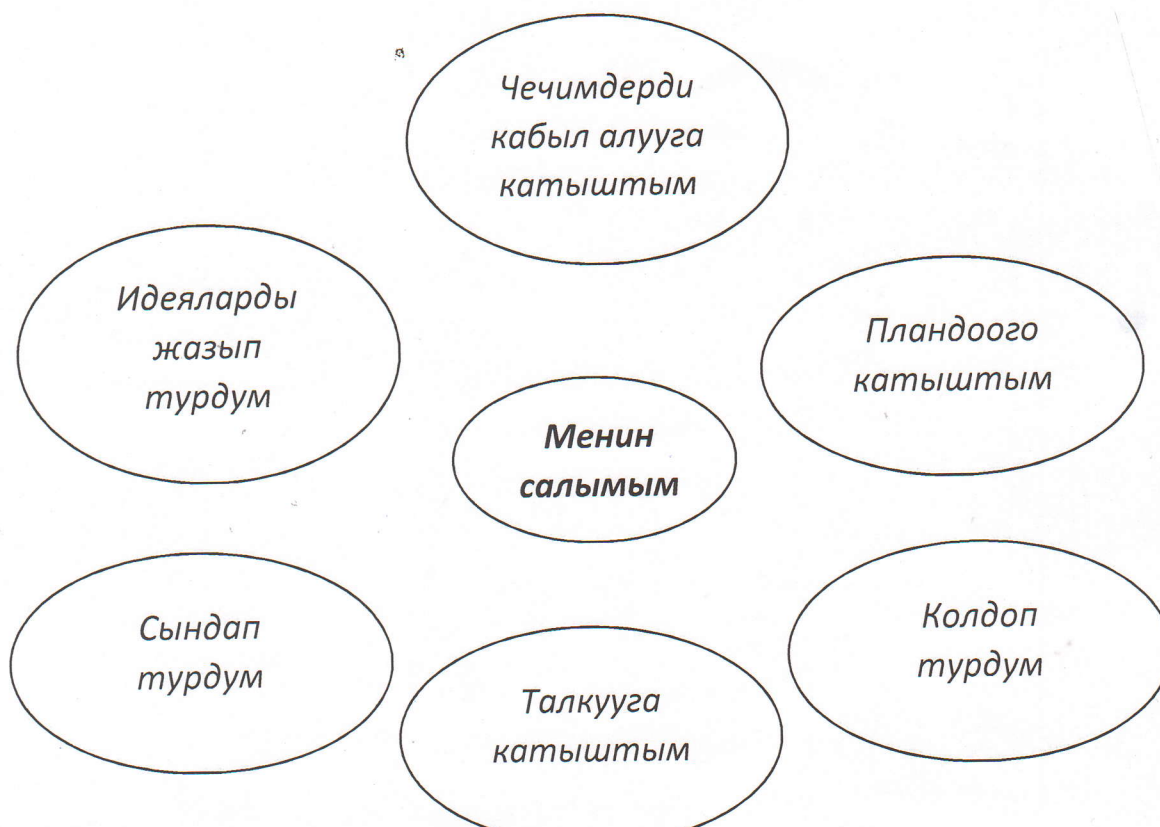 Чечимдерди
кабыл алууга
катыштым
Идеяларды
жазып
турдум
Пландоого
катыштым
Менин
салымым
Сындап
турдум
Колдоп
турдум
Талкууга
катыштым